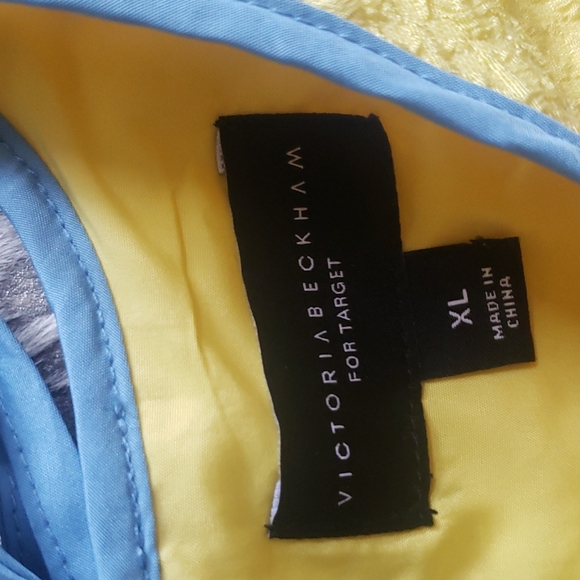 VICTORIA BECKHAM
FOR TARGET
XL
MADE IN
CHINA